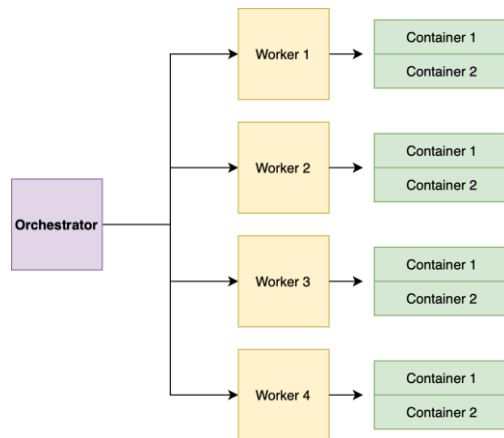 Orchestrator
Worker 1
Container 1
Container 2
Worker 2
Container 1
Container 2
Worker 3
Container 1
Container 2
Worker 4
Container 1
Container 2